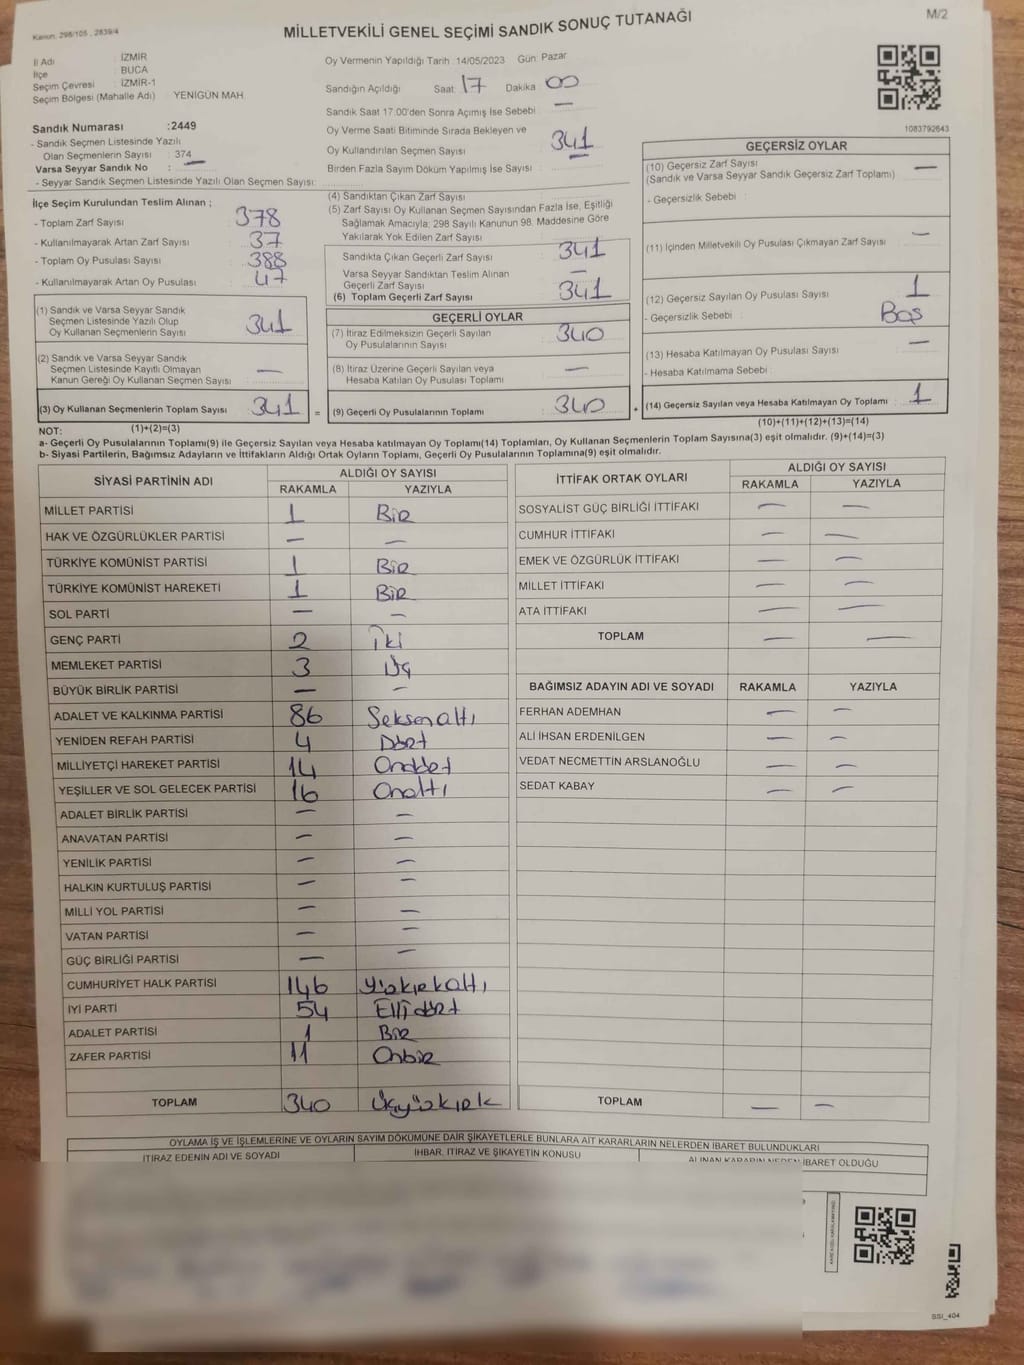 Kanun: 298/105, 2839/4
MİLLETVEKİLİ GENEL SEÇİMİ SANDIK SONUÇ TUTANAĞI
M/2
İl Adı : İZMİR
İlçe : BUCA
Seçim Çevresi : İZMİR-1
Seçim Bölgesi (Mahalle Adı) YENİGÜN MAH.
Sandık Numarası :2449
- Sandık Seçmen Listesinde Yazılı
Olan Seçmenlerin Sayısı : 374
Varsa Seyyar Sandık No : —
- Seyyar Sandık Seçmen Listesinde Yazılı Olan Seçmen Sayısı:
Oy Vermenin Yapıldığı Tarih 14/05/2023 Gün: Pazar
Sandığın Açıldığı Saat 17 Dakika 00
Sandık Saat 17:00'den Sonra Açımış İse Sebebi : —
Oy Verme Saati Bitiminde Sırada Bekleyen ve
Oy Kullandırılan Seçmen Sayısı : 341
Birden Fazla Sayım Döküm Yapılmış İse Sayısı : —
1083792643
İlçe Seçim Kurulundan Teslim Alınan ;
- Toplam Zarf Sayısı : 378
- Kullanılmayarak Artan Zarf Sayısı : 37
- Toplam Oy Pusulası Sayısı : 388
- Kullanılmayarak Artan Oy Pusulası : 47
(1) Sandık ve Varsa Seyyar Sandık
Seçmen Listesinde Yazılı Olup
Oy Kullanan Seçmenlerin Sayısı : 341
(2) Sandık ve Varsa Seyyar Sandık
Seçmen Listesinde Kayıtlı Olmayan
Kanun Gereği Oy Kullanan Seçmen Sayısı : —
(3) Oy Kullanan Seçmenlerin Toplam Sayısı : 341
(1)+(2)=(3)
(4) Sandıktan Çıkan Zarf Sayısı :
(5) Zarf Sayısı Oy Kullanan Seçmen Sayısından Fazla İse, Eşitliği
Sağlamak Amacıyla; 298 Sayılı Kanunun 98. Maddesine Göre
Yakılarak Yok Edilen Zarf Sayısı :
Sandıkta Çıkan Geçerli Zarf Sayısı : 341
Varsa Seyyar Sandıktan Teslim Alınan
Geçerli Zarf Sayısı : —
(6) Toplam Geçerli Zarf Sayısı : 341
GEÇERLİ OYLAR
(7) İtiraz Edilmeksizin Geçerli Sayılan
Oy Pusulalarının Sayısı : 340
(8) İtiraz Üzerine Geçerli Sayılan veya
Hesaba Katılan Oy Pusulası Toplamı : —
= (9) Geçerli Oy Pusulalarının Toplamı : 340
GEÇERSİZ OYLAR
(10) Geçersiz Zarf Sayısı : —
(Sandık ve Varsa Seyyar Sandık Geçersiz Zarf Toplamı)
- Geçersizlik Sebebi :
(11) İçinden Milletvekili Oy Pusulası Çıkmayan Zarf Sayısı : —
(12) Geçersiz Sayılan Oy Pusulası Sayısı : 1
- Geçersizlik Sebebi : Boş
(13) Hesaba Katılmayan Oy Pusulası Sayısı : —
- Hesaba Katılmama Sebebi :
+ (14) Geçersiz Sayılan veya Hesaba Katılmayan Oy Toplamı : 1
(10)+(11)+(12)+(13)=(14)
NOT:
a- Geçerli Oy Pusulalarının Toplamı(9) ile Geçersiz Sayılan veya Hesaba katılmayan Oy Toplamı(14) Toplamları, Oy Kullanan Seçmenlerin Toplam Sayısına(3) eşit olmalıdır. (9)+(14)=(3)
b- Siyasi Partilerin, Bağımsız Adayların ve İttifakların Aldığı Ortak Oyların Toplamı, Geçerli Oy Pusulalarının Toplamına(9) eşit olmalıdır.
SİYASİ PARTİNİN ADI ALDIĞI OY SAYISI
RAKAMLA YAZIYLA
MİLLET PARTİSİ 1 Bir
HAK VE ÖZGÜRLÜKLER PARTİSİ — —
TÜRKİYE KOMÜNİST PARTİSİ 1 Bir
TÜRKİYE KOMÜNİST HAREKETİ 1 Bir
SOL PARTİ — —
GENÇ PARTİ 2 İki
MEMLEKET PARTİSİ 3 Üç
BÜYÜK BİRLİK PARTİSİ — —
ADALET VE KALKINMA PARTİSİ 86 Seksenaltı
YENİDEN REFAH PARTİSİ 4 Dört
MİLLİYETÇİ HAREKET PARTİSİ 14 Ondört
YEŞİLLER VE SOL GELECEK PARTİSİ 16 Onaltı
ADALET BİRLİK PARTİSİ — —
ANAVATAN PARTİSİ — —
YENİLİK PARTİSİ — —
HALKIN KURTULUŞ PARTİSİ — —
MİLLİ YOL PARTİSİ — —
VATAN PARTİSİ — —
GÜÇ BİRLİĞİ PARTİSİ — —
CUMHURİYET HALK PARTİSİ 146 Yüzkırkaltı
İYİ PARTİ 54 Ellidört
ADALET PARTİSİ 1 Bir
ZAFER PARTİSİ 11 Onbir
TOPLAM 340 Üçyüzkırk
İTTİFAK ORTAK OYLARI ALDIĞI OY SAYISI
RAKAMLA YAZIYLA
SOSYALİST GÜÇ BİRLİĞİ İTTİFAKI — —
CUMHUR İTTİFAKI — —
EMEK VE ÖZGÜRLÜK İTTİFAKI — —
MİLLET İTTİFAKI — —
ATA İTTİFAKI — —
TOPLAM — —
BAĞIMSIZ ADAYIN ADI VE SOYADI RAKAMLA YAZIYLA
FERHAN ADEMHAN — —
ALİ İHSAN ERDENİLGEN — —
VEDAT NECMETTİN ARSLANOĞLU — —
SEDAT KABAY — —
TOPLAM — —
OYLAMA İŞ VE İŞLEMLERİNE VE OYLARIN SAYIM DÖKÜMÜNE DAİR ŞİKAYETLERLE BUNLARA AİT KARARLARIN NELERDEN İBARET BULUNDUKLARI
İTİRAZ EDENİN ADI VE SOYADI İHBAR, İTİRAZ VE ŞİKAYETİN KONUSU ALINAN KARARIN NEDEN İBARET OLDUĞU
SSI_404